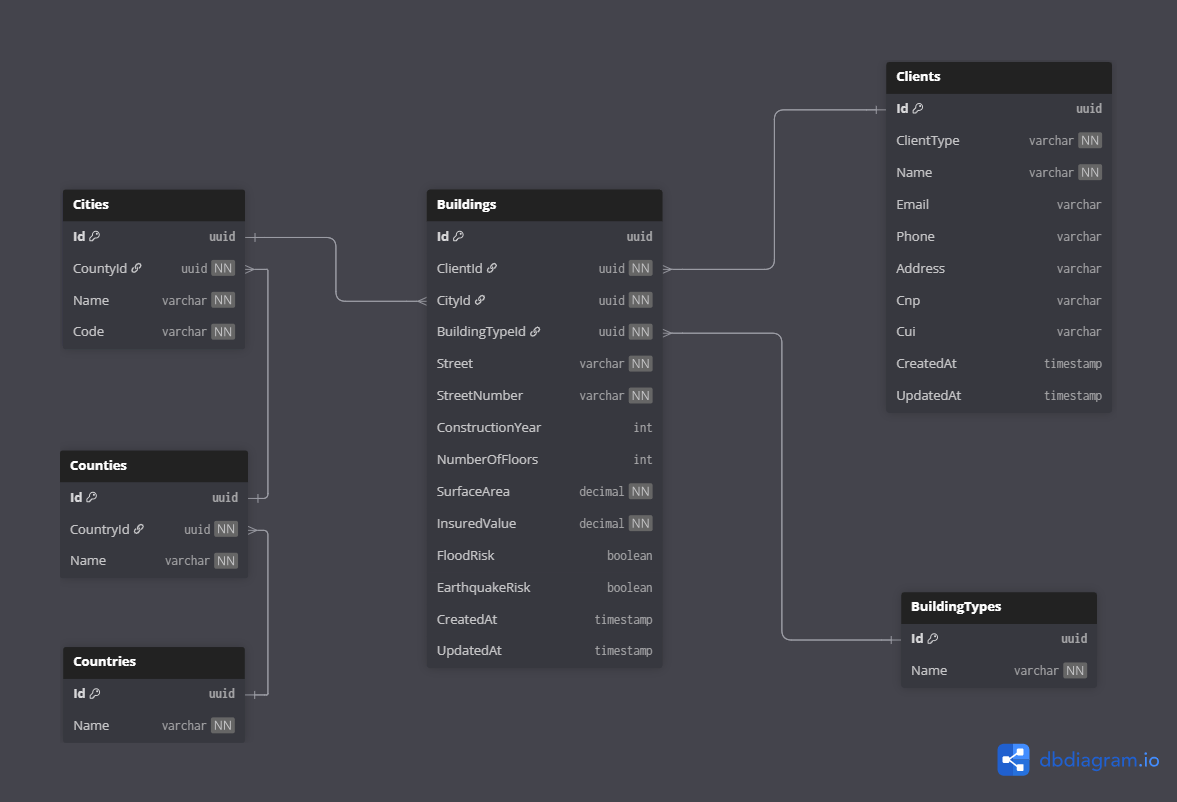 Cities
Id uuid
CountyId uuid NN
Name varchar NN
Code varchar NN
Counties
Id uuid
CountryId uuid NN
Name varchar NN
Countries
Id uuid
Name varchar NN
Buildings
Id uuid
ClientId uuid NN
CityId uuid NN
BuildingTypeId uuid NN
Street varchar NN
StreetNumber varchar NN
ConstructionYear int
NumberOfFloors int
SurfaceArea decimal NN
InsuredValue decimal NN
FloodRisk boolean
EarthquakeRisk boolean
CreatedAt timestamp
UpdatedAt timestamp
Clients
Id uuid
ClientType varchar NN
Name varchar NN
Email varchar
Phone varchar
Address varchar
Cnp varchar
Cui varchar
CreatedAt timestamp
UpdatedAt timestamp
BuildingTypes
Id uuid
Name varchar NN
dbdiagram.io